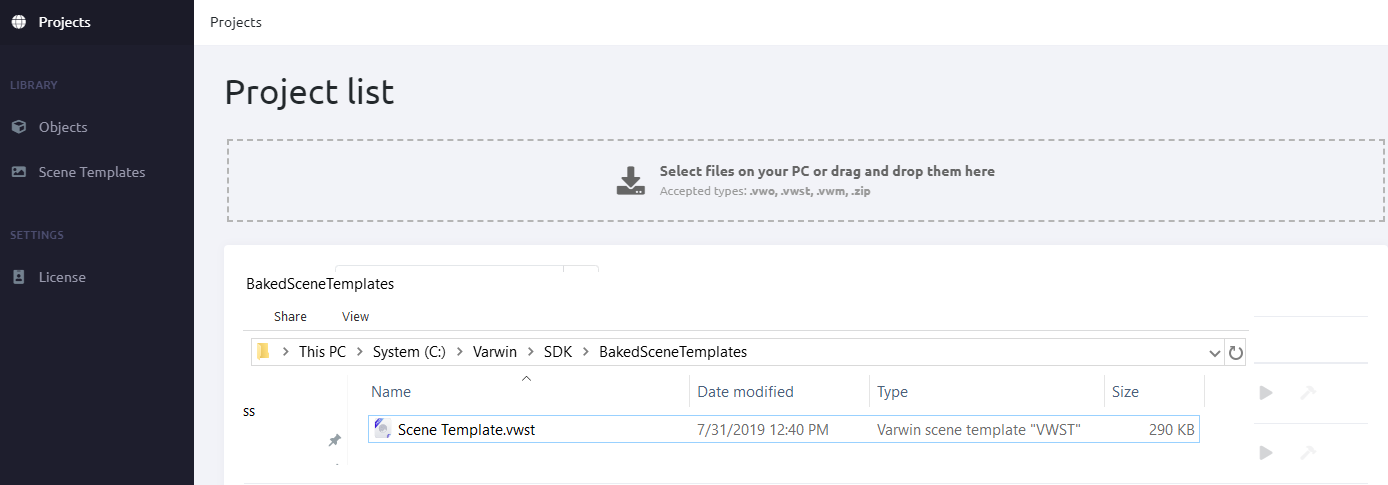 Projects
Projects
LIBRARY
Objects
Scene Templates
SETTINGS
License
Project list
Select files on your PC or drag and drop them here
Accepted types: .vwo, .vwst, .vwm, .zip
BakedSceneTemplates
Share View
This PC System (C:) Varwin SDK BakedSceneTemplates
Name Date modified Type Size
ss
Scene Template.vwst 7/31/2019 12:40 PM Varwin scene template "VWST" 290 KB